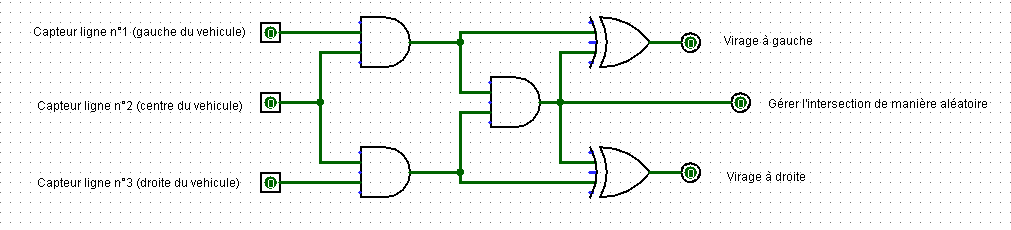 Capteur ligne n°1 (gauche du vehicule)
Virage à gauche
Capteur ligne n°2 (centre du vehicule)
Gérer l'intersection de manière aléatoire
Capteur ligne n°3 (droite du vehicule)
Virage à droite